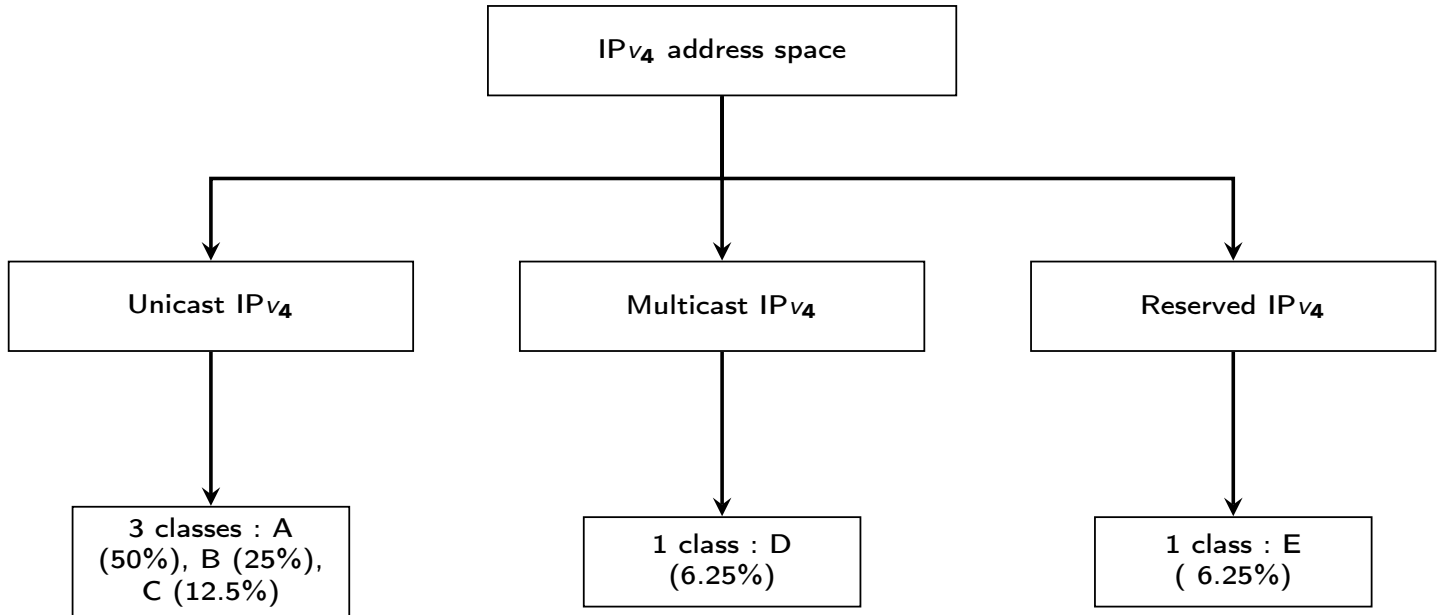 IPv4 address space
Unicast IPv4
Multicast IPv4
Reserved IPv4
3 classes : A
(50%), B (25%),
C (12.5%)
1 class : D
(6.25%)
1 class : E
( 6.25%)